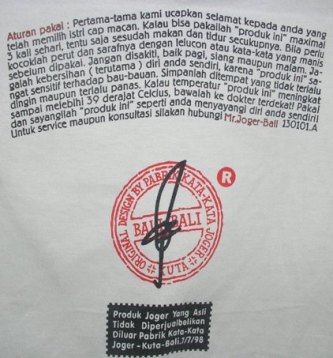 Aturan pakai : Pertama-tama kami ucapkan selamat kepada anda yang
telah memilih istri cap macan. Kalau bisa pakailah "produk ini" maximal
3 kali sehari, tentu saja sesudah makan dan tidur secukupnya. Bila perlu
kocoklah perut dan sarafnya dengan lelucon atau kata-kata yang manis
sebelum dipakai. Jangan disakiti, baik pagi, siang maupun malam. Ja-
galah kebersihan ( terutama ) diri anda sendiri, karena "produk ini" sa-
ngat sensitif terhadap bau-bauan. Simpanlah ditempat yang tidak terlalu
dingin maupun terlalu panas. Kalau temperatur "produk ini" meningkat
sampai melebihi 39 derajat Celcius, bawalah ke dokter terdekat! Pakai
dan sayangilah "produk ini" seperti anda menyayangi diri anda sendiri!
Untuk service maupun konsultasi silakan hubungi Mr.Joger-Bali 130101.A
®
ORIGINAL DESIGN BY PABRIK KATA-KATA JOGER
BALI BALI
KUTA
Produk Joger Yang Asli
Tidak Diperjualbelikan
Diluar Pabrik Kata-Kata
Joger - Kuta-Bali,7/7/98